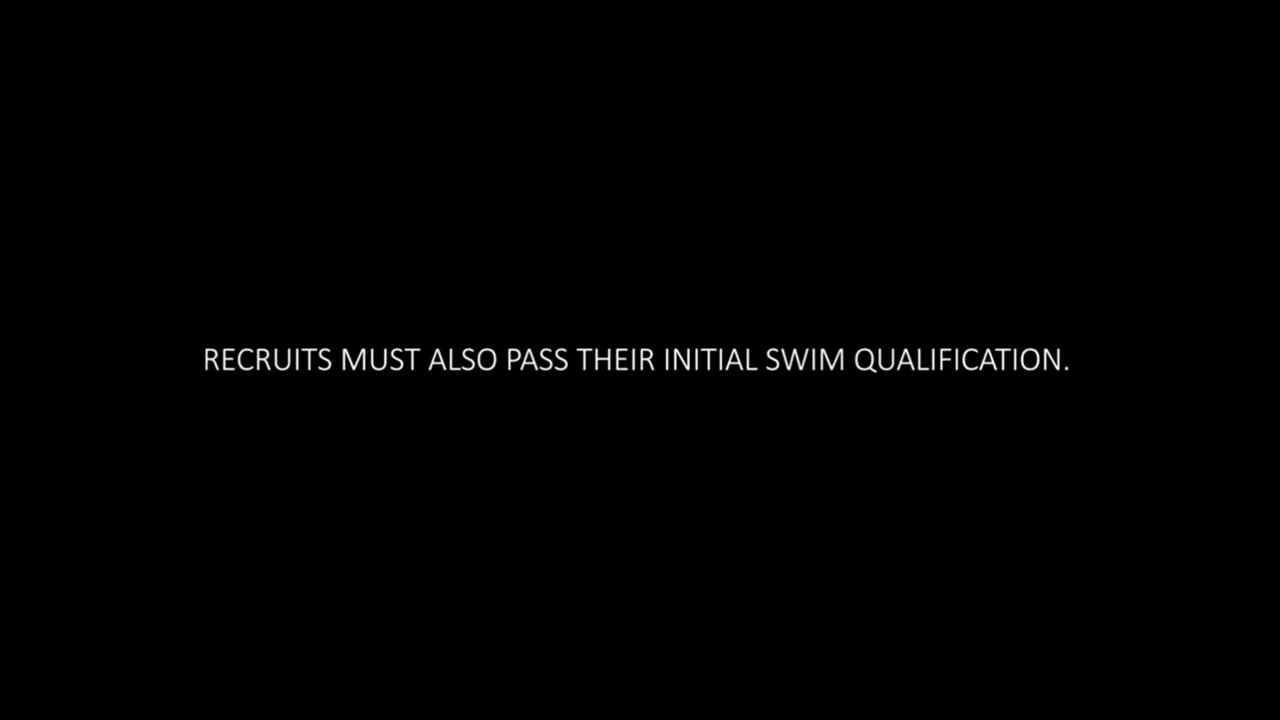 RECRUITS MUST ALSO PASS THEIR INITIAL SWIM QUALIFICATION.